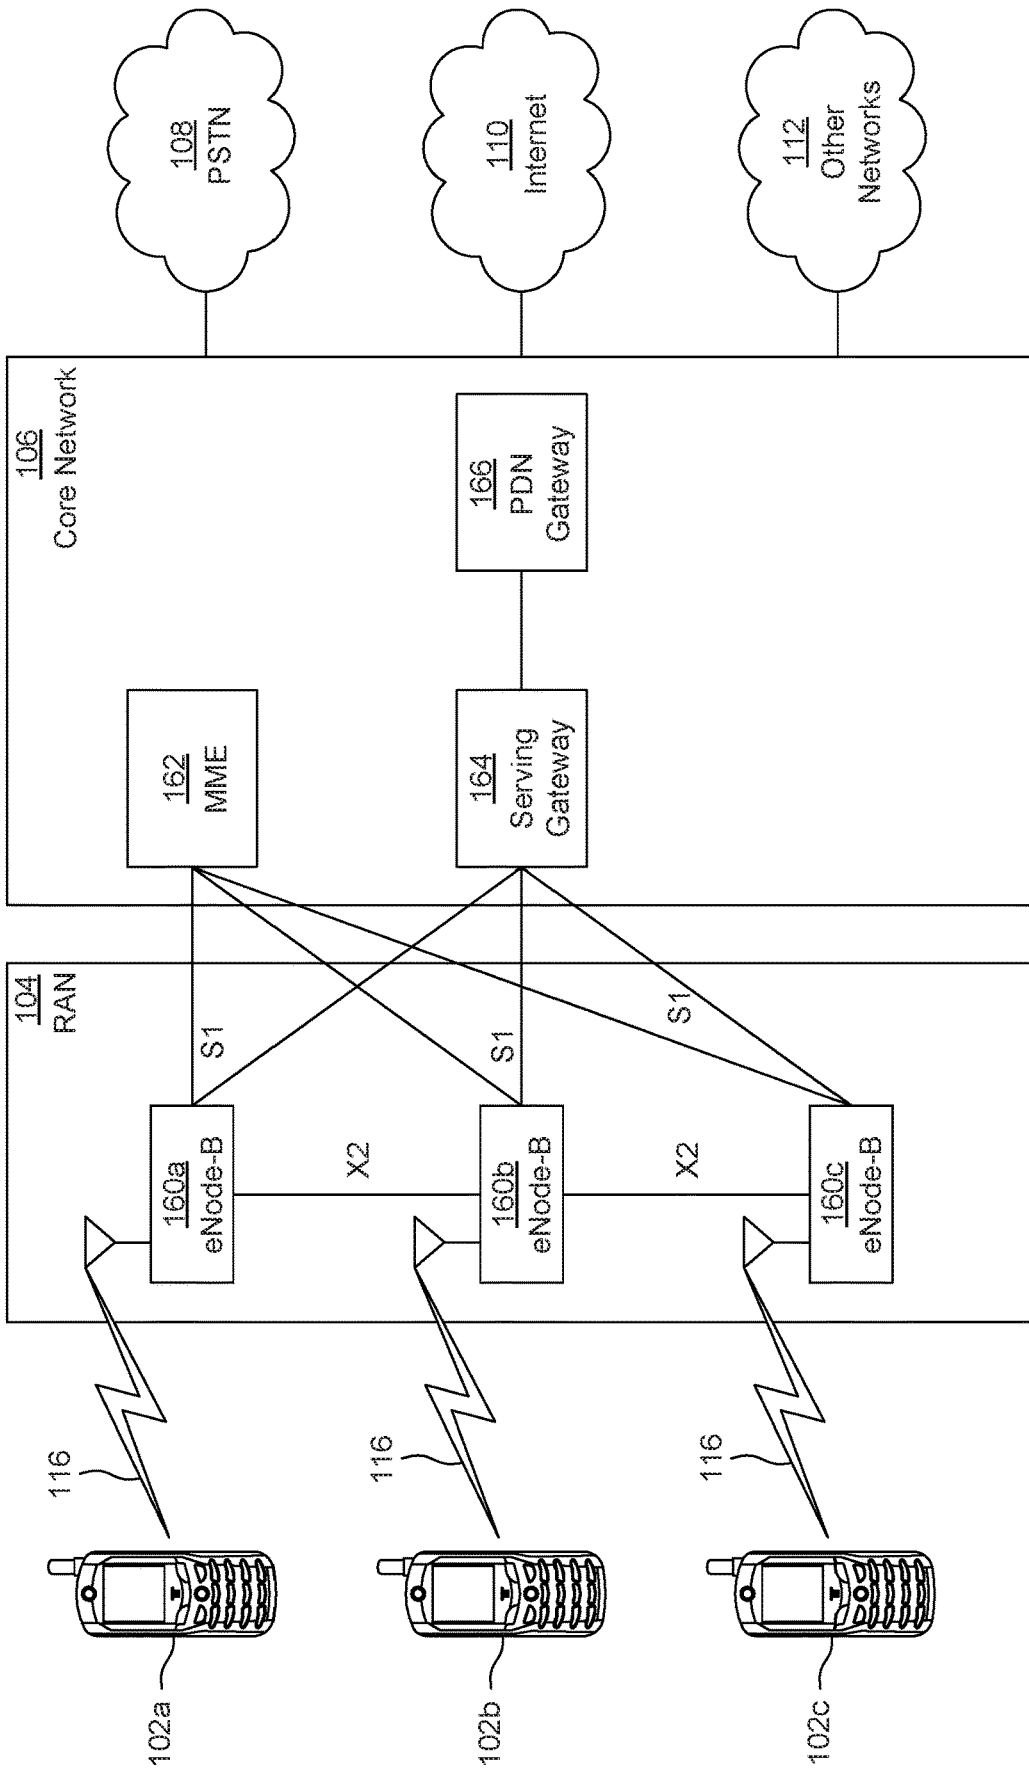 102a
102b
102c
116
116
116
104
RAN
160a
eNode-B
160b
eNode-B
160c
eNode-B
X2
X2
S1
S1
S1
106
Core Network
162
MME
164
Serving
Gateway
166
PDN
Gateway
108
PSTN
110
Internet
112
Other
Networks